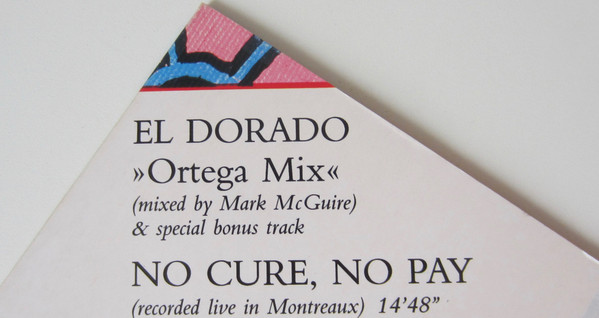 EL DORADO
»Ortega Mix«
(mixed by Mark McGuire)
& special bonus track
NO CURE, NO PAY
(recorded live in Montreaux) 14'48"